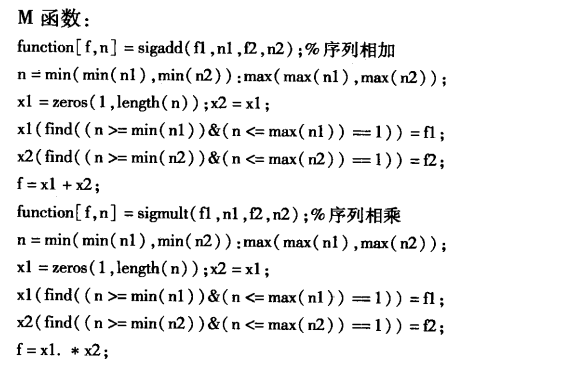 M 函数：
function[f,n] = sigadd(f1,n1,f2,n2);% 序列相加
n = min(min(n1),min(n2)):max(max(n1),max(n2));
x1 = zeros(1,length(n));x2 = x1;
x1(find((n >= min(n1))&(n <= max(n1)) == 1)) = f1;
x2(find((n >= min(n2))&(n <= max(n2)) == 1)) = f2;
f = x1 + x2;
function[f,n] = sigmult(f1,n1,f2,n2);% 序列相乘
n = min(min(n1),min(n2)):max(max(n1),max(n2));
x1 = zeros(1,length(n));x2 = x1;
x1(find((n >= min(n1))&(n <= max(n1)) == 1)) = f1;
x2(find((n >= min(n2))&(n <= max(n2)) == 1)) = f2;
f = x1. * x2;